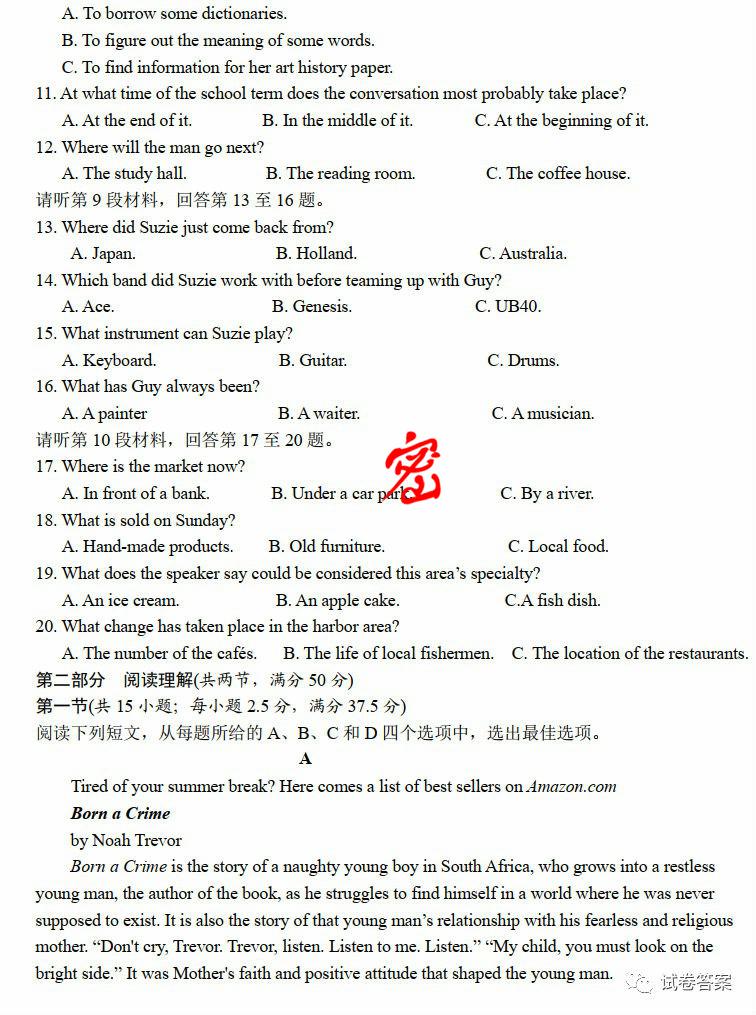 A. To borrow some dictionaries.
B. To figure out the meaning of some words.
C. To find information for her art history paper.
11. At what time of the school term does the conversation most probably take place?
A. At the end of it. B. In the middle of it. C. At the beginning of it.
12. Where will the man go next?
A. The study hall. B. The reading room. C. The coffee house.
请听第 9 段材料，回答第 13 至 16 题。
13. Where did Suzie just come back from?
A. Japan. B. Holland. C. Australia.
14. Which band did Suzie work with before teaming up with Guy?
A. Ace. B. Genesis. C. UB40.
15. What instrument can Suzie play?
A. Keyboard. B. Guitar. C. Drums.
16. What has Guy always been?
A. A painter B. A waiter. C. A musician.
请听第 10 段材料，回答第 17 至 20 题。
密
17. Where is the market now?
A. In front of a bank. B. Under a car park. C. By a river.
18. What is sold on Sunday?
A. Hand-made products. B. Old furniture. C. Local food.
19. What does the speaker say could be considered this area's specialty?
A. An ice cream. B. An apple cake. C.A fish dish.
20. What change has taken place in the harbor area?
A. The number of the cafés. B. The life of local fishermen. C. The location of the restaurants.
第二部分 阅读理解(共两节，满分 50 分)
第一节(共 15 小题；每小题 2.5 分，满分 37.5 分)
阅读下列短文，从每题所给的 A、B、C 和 D 四个选项中，选出最佳选项。
A
Tired of your summer break? Here comes a list of best sellers on Amazon.com
Born a Crime
by Noah Trevor
Born a Crime is the story of a naughty young boy in South Africa, who grows into a restless
young man, the author of the book, as he struggles to find himself in a world where he was never
supposed to exist. It is also the story of that young man's relationship with his fearless and religious
mother. “Don't cry, Trevor. Trevor, listen. Listen to me. Listen.” “My child, you must look on the
bright side.” It was Mother's faith and positive attitude that shaped the young man.
试卷答案